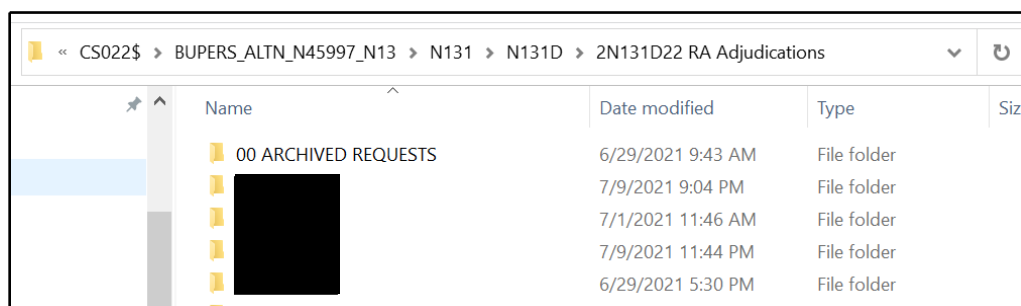 « CS022$ > BUPERS_ALTN_N45997_N13 > N131 > N131D > 2N131D22 RA Adjudications
Name Date modified Type Siz
00 ARCHIVED REQUESTS 6/29/2021 9:43 AM File folder
7/9/2021 9:04 PM File folder
7/1/2021 11:46 AM File folder
7/9/2021 11:44 PM File folder
6/29/2021 5:30 PM File folder